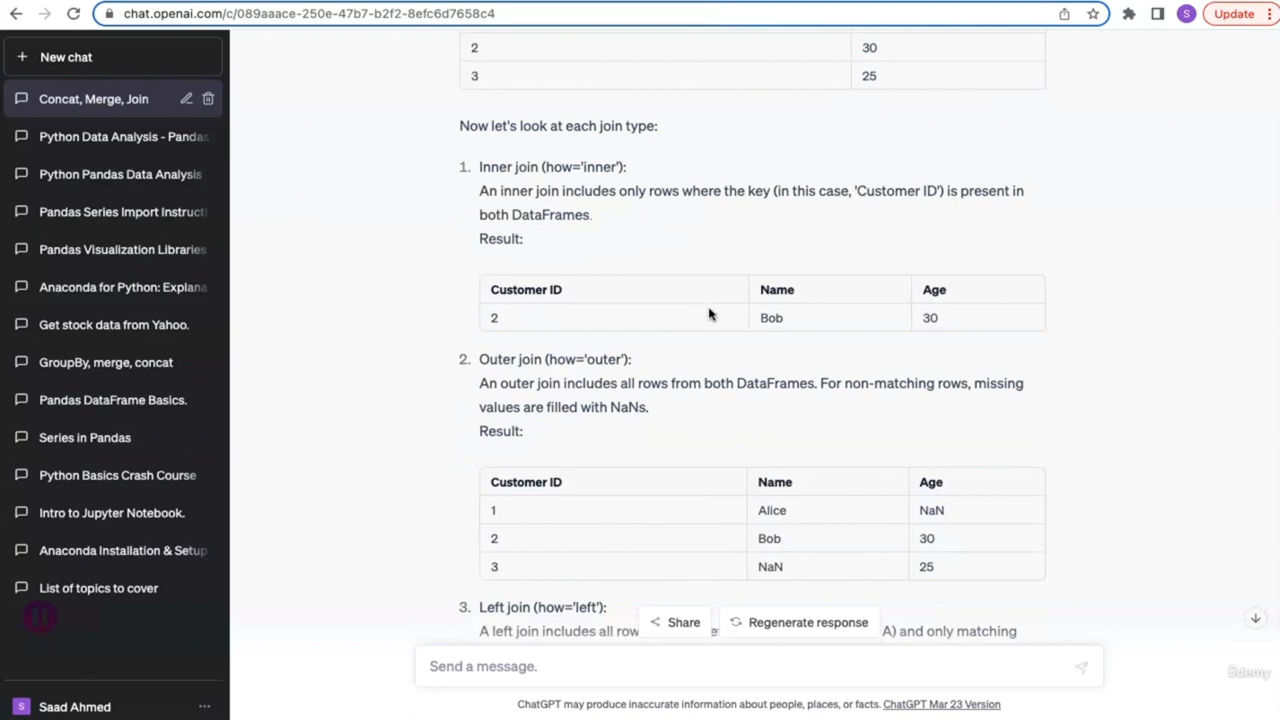 chat.openai.com/c/089aaace-250e-47b7-b2f2-8efc6d7658c4
S
Update
New chat
Concat, Merge, Join
Python Data Analysis - Pandas
Python Pandas Data Analysis
Pandas Series Import Instructi
Pandas Visualization Libraries
Anaconda for Python: Explana
Get stock data from Yahoo.
GroupBy, merge, concat
Pandas DataFrame Basics.
Series in Pandas
Python Basics Crash Course
Intro to Jupyter Notebook.
Anaconda Installation & Setup
List of topics to cover
S Saad Ahmed
2 30
3 25
Now let's look at each join type:
1. Inner join (how='inner'):
An inner join includes only rows where the key (in this case, 'Customer ID') is present in
both DataFrames.
Result:
Customer ID Name Age
2 Bob 30
2. Outer join (how='outer'):
An outer join includes all rows from both DataFrames. For non-matching rows, missing
values are filled with NaNs.
Result:
Customer ID Name Age
1 Alice NaN
2 Bob 30
3 NaN 25
3. Left join (how='left'):
A left join includes all row A) and only matching
Share
Regenerate response
Send a message.
ChatGPT may produce inaccurate information about people, places, or facts. ChatGPT Mar 23 Version
ûdemy